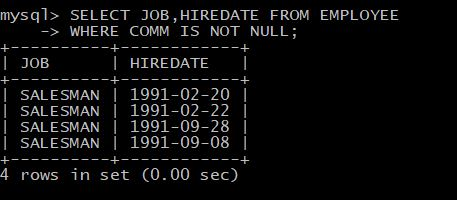 mysql> SELECT JOB,HIREDATE FROM EMPLOYEE
    -> WHERE COMM IS NOT NULL;
+----------+------------+
| JOB      | HIREDATE   |
+----------+------------+
| SALESMAN | 1991-02-20 |
| SALESMAN | 1991-02-22 |
| SALESMAN | 1991-09-28 |
| SALESMAN | 1991-09-08 |
+----------+------------+
4 rows in set (0.00 sec)